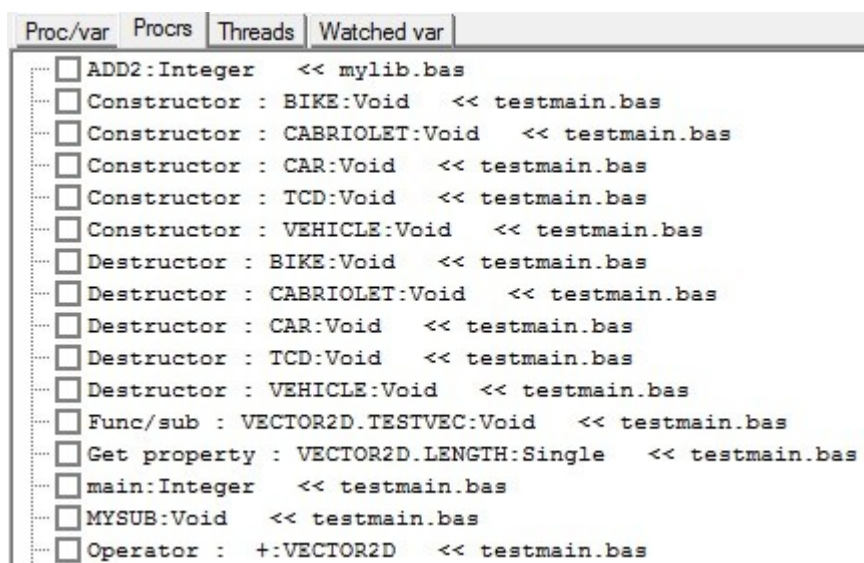 Proc/var Procrs Threads Watched var
ADD2:Integer << mylib.bas
Constructor : BIKE:Void << testmain.bas
Constructor : CABRIOLET:Void << testmain.bas
Constructor : CAR:Void << testmain.bas
Constructor : TCD:Void << testmain.bas
Constructor : VEHICLE:Void << testmain.bas
Destructor : BIKE:Void << testmain.bas
Destructor : CABRIOLET:Void << testmain.bas
Destructor : CAR:Void << testmain.bas
Destructor : TCD:Void << testmain.bas
Destructor : VEHICLE:Void << testmain.bas
Func/sub : VECTOR2D.TESTVEC:Void << testmain.bas
Get property : VECTOR2D.LENGTH:Single << testmain.bas
main:Integer << testmain.bas
MYSUB:Void << testmain.bas
Operator : +:VECTOR2D << testmain.bas